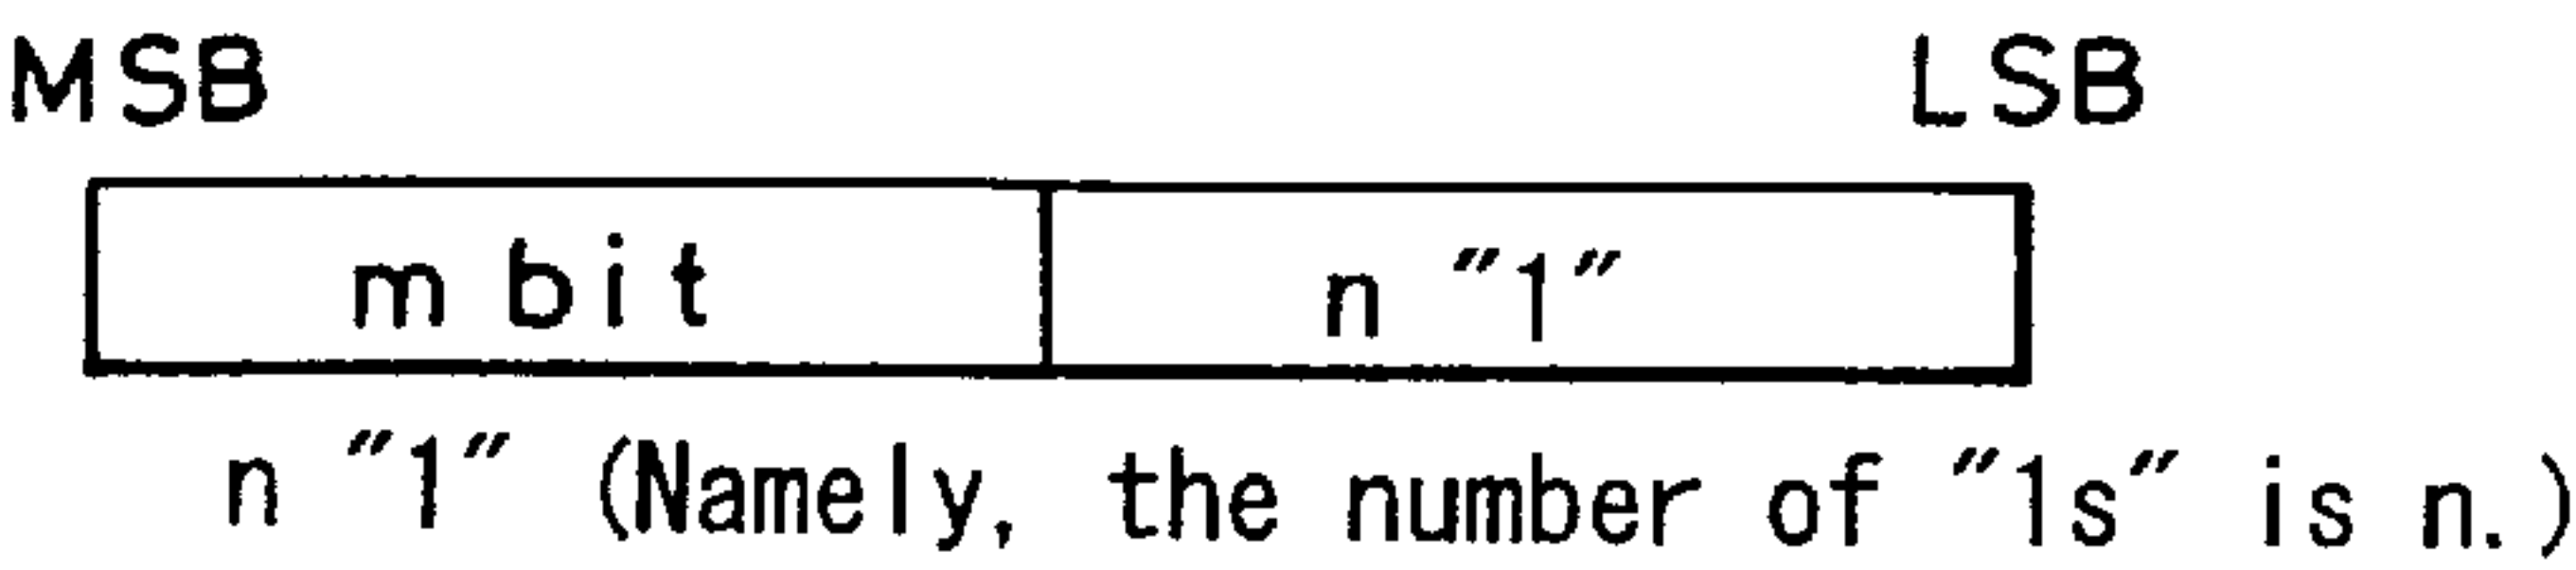 MSB LSB
m bit n "1"
n "1" (Namely, the number of "1s" is n.)